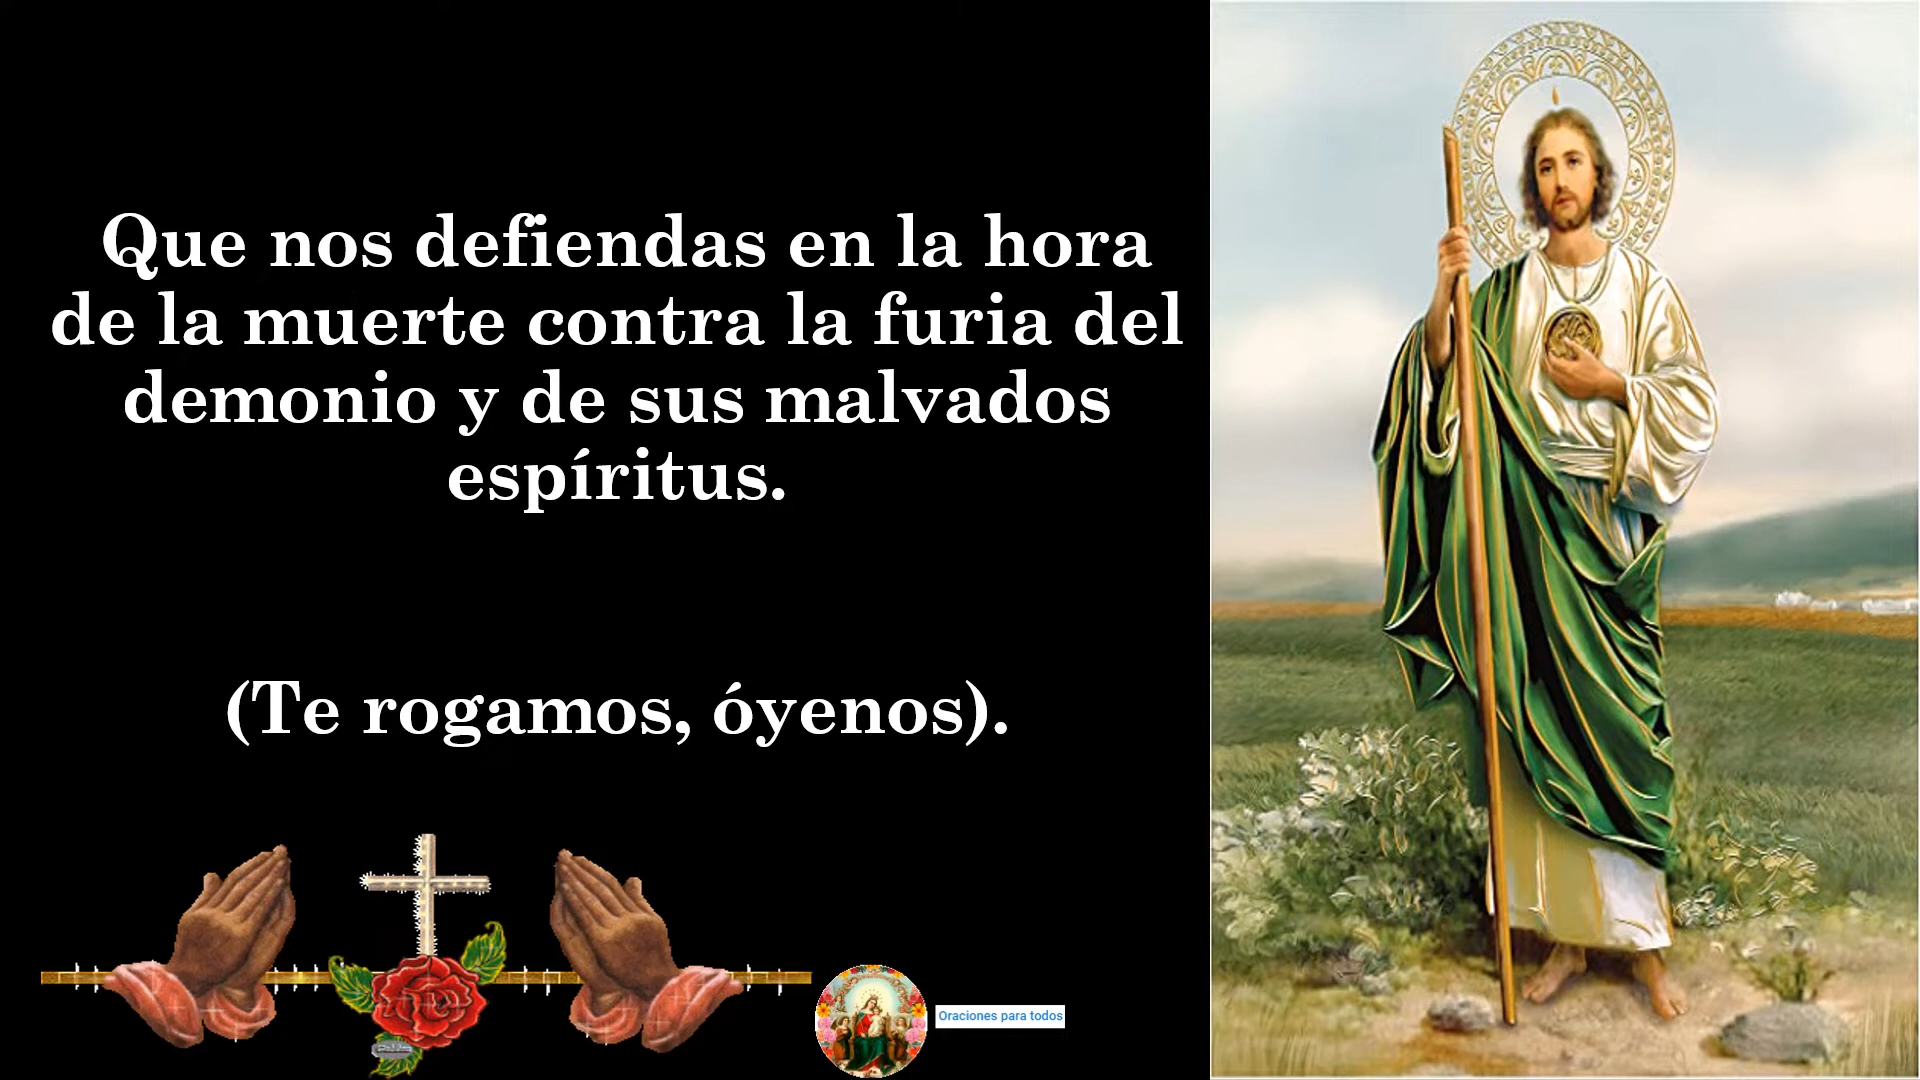 Que nos defiendas en la hora
de la muerte contra la furia del
demonio y de sus malvados
espíritus.
(Te rogamos, óyenos).
Oraciones para todos